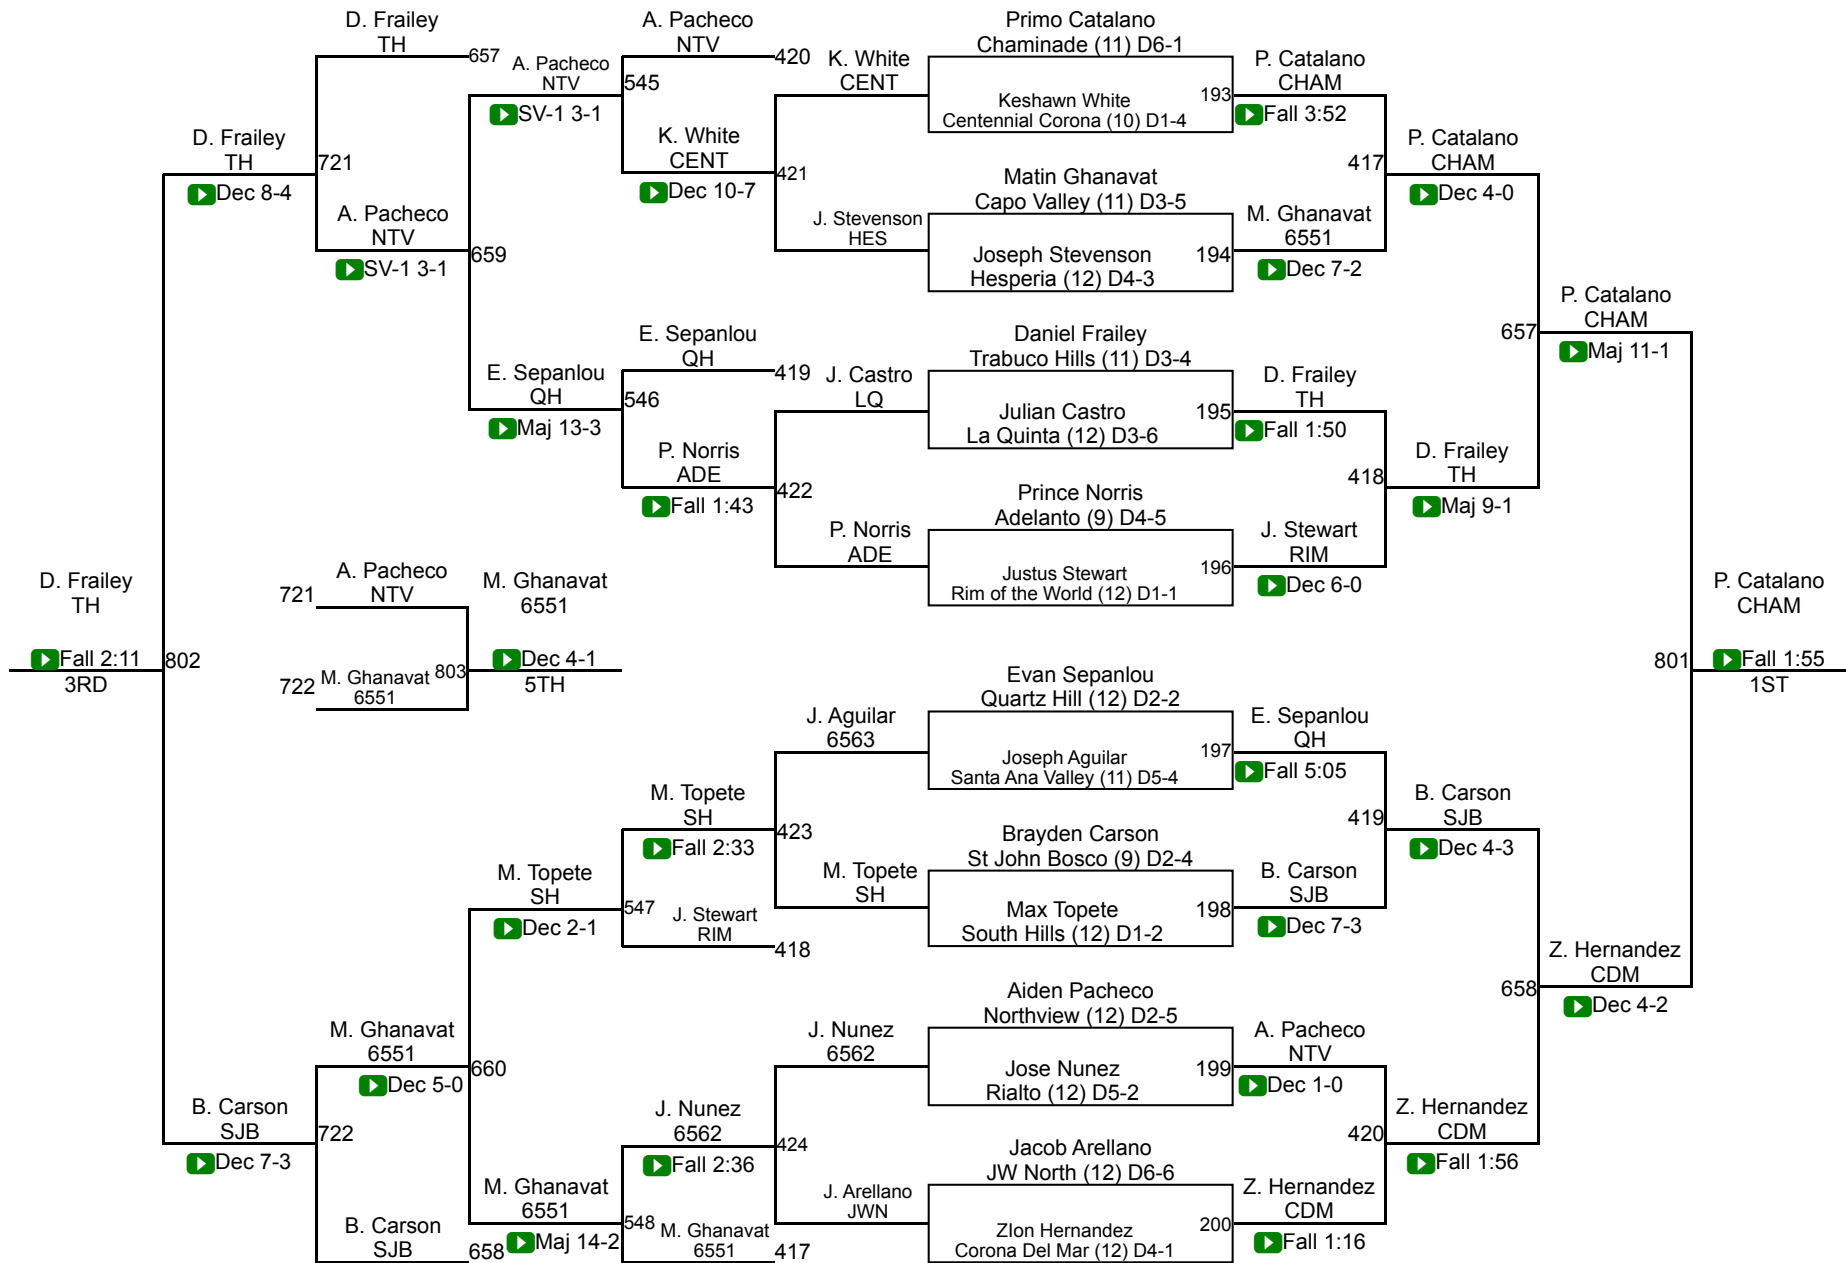 D. Frailey
TH
657
A. Pacheco
NTV
SV-1 3-1
A. Pacheco
NTV
420
545
K. White
CENT
Dec 10-7
K. White
CENT
421
J. Stevenson
HES
Primo Catalano
Chaminade (11) D6-1
Keshawn White
Centennial Corona (10) D1-4
193
P. Catalano
CHAM
Fall 3:52
Matin Ghanavat
Capo Valley (11) D3-5
Joseph Stevenson
Hesperia (12) D4-3
194
M. Ghanavat
6551
Dec 7-2
417
P. Catalano
CHAM
Dec 4-0
D. Frailey
TH
Dec 8-4
721
A. Pacheco
NTV
SV-1 3-1
659
E. Sepanlou
QH
Maj 13-3
E. Sepanlou
QH
419
546
P. Norris
ADE
Fall 1:43
J. Castro
LQ
422
P. Norris
ADE
Daniel Frailey
Trabuco Hills (11) D3-4
Julian Castro
La Quinta (12) D3-6
195
D. Frailey
TH
Fall 1:50
Prince Norris
Adelanto (9) D4-5
Justus Stewart
Rim of the World (12) D1-1
196
J. Stewart
RIM
Dec 6-0
418
D. Frailey
TH
Maj 9-1
657
P. Catalano
CHAM
Maj 11-1
D. Frailey
TH
Fall 2:11
3RD
802
721
A. Pacheco
NTV
722
M. Ghanavat
6551
803
M. Ghanavat
6551
Dec 4-1
5TH
801
P. Catalano
CHAM
Fall 1:55
1ST
J. Aguilar
6563
Evan Sepanlou
Quartz Hill (12) D2-2
Joseph Aguilar
Santa Ana Valley (11) D5-4
197
E. Sepanlou
QH
Fall 5:05
M. Topete
SH
Fall 2:33
423
M. Topete
SH
Brayden Carson
St John Bosco (9) D2-4
Max Topete
South Hills (12) D1-2
198
B. Carson
SJB
Dec 7-3
419
B. Carson
SJB
Dec 4-3
M. Topete
SH
Dec 2-1
547
J. Stewart
RIM
418
658
Z. Hernandez
CDM
Dec 4-2
M. Ghanavat
6551
Dec 5-0
660
J. Nunez
6562
Aiden Pacheco
Northview (12) D2-5
Jose Nunez
Rialto (12) D5-2
199
A. Pacheco
NTV
Dec 1-0
B. Carson
SJB
Dec 7-3
722
J. Nunez
6562
Fall 2:36
424
J. Arellano
JWN
Jacob Arellano
JW North (12) D6-6
ZIon Hernandez
Corona Del Mar (12) D4-1
200
Z. Hernandez
CDM
Fall 1:16
420
Z. Hernandez
CDM
Fall 1:56
B. Carson
SJB
658
M. Ghanavat
6551
Maj 14-2
548
M. Ghanavat
6551
417